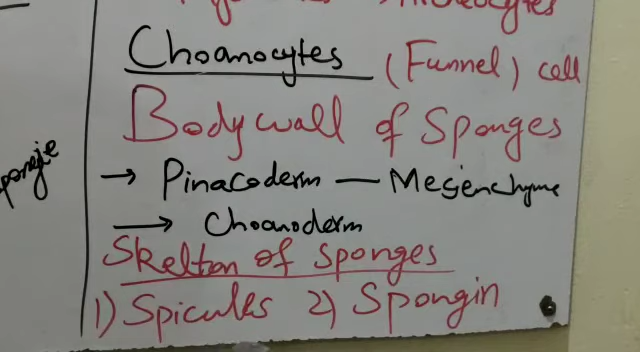 Choanocytes (Funnel) cell
Body wall of Sponges
→ Pinacoderm — Mesenchyme
→ Choanoderm
Skelton of sponges
1) Spicules 2) Spongin